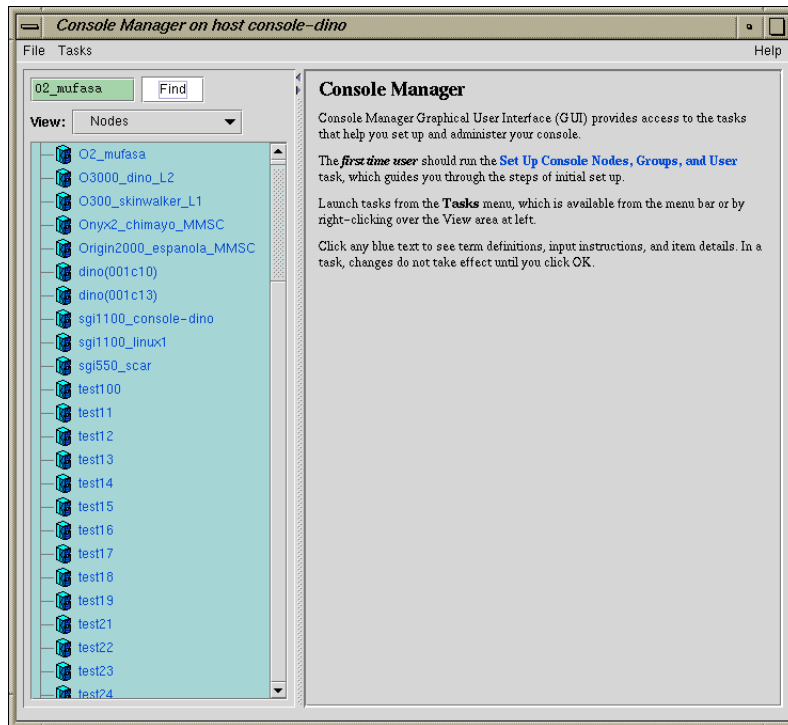 Console Manager on host console-dino
File Tasks Help
02_mufasa Find
View: Nodes
O2_mufasa
O3000_dino_L2
O300_skinwalker_L1
Onyx2_chimayo_MMSC
Origin2000_espanola_MMSC
dino(001c10)
dino(001c13)
sgi1100_console-dino
sgi1100_linux1
sgi550_scar
test100
test11
test12
test13
test14
test15
test16
test17
test18
test19
test21
test22
test23
test24
Console Manager
Console Manager Graphical User Interface (GUI) provides access to the tasks
that help you set up and administer your console.
The first time user should run the Set Up Console Nodes, Groups, and User
task, which guides you through the steps of initial set up.
Launch tasks from the Tasks menu, which is available from the menu bar or by
right-clicking over the View area at left.
Click any blue text to see term definitions, input instructions, and item details. In a
task, changes do not take effect until you click OK.